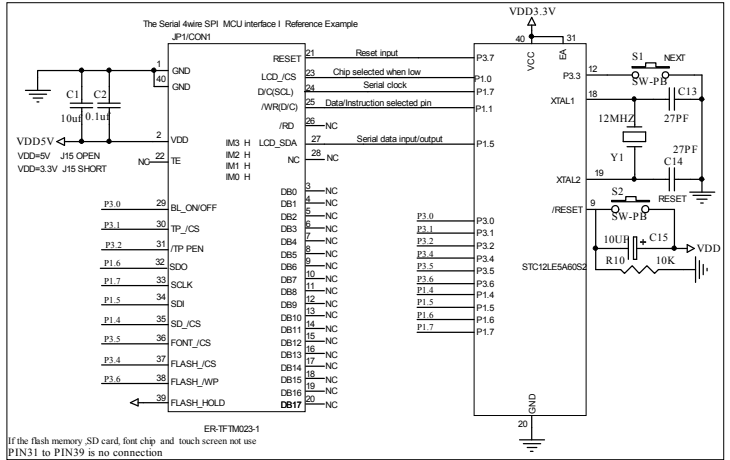 The Serial 4wire SPI MCU interface I Reference Example
JP1/CON1
1 GND
40 GND
C1
10uf
C2
0.1uf
VDD5V
2 VDD
VDD=5V J15 OPEN
VDD=3.3V J15 SHORT
NC 22 TE
P3.0 29 BL_ON/OFF
P3.1 30 TP_/CS
P3.2 31 /TP PEN
P1.6 32 SDO
P1.7 33 SCLK
P1.5 34 SDI
P1.4 35 SD_/CS
P3.5 36 FONT_/CS
P3.4 37 FLASH_/CS
P3.6 38 FLASH_/WP
39 FLASH_HOLD
IM3 H
IM2 H
IM1 H
IM0 H
RESET 21 Reset input
LCD_/CS 23 Chip selected when low
D/C(SCL) 24 Serial clock
/WR(D/C) 25 Data/Instruction selected pin
/RD 26 NC
LCD_SDA 27 Serial data input/output
NC 28 NC
DB0 3 NC
DB1 4 NC
DB2 5 NC
DB3 6 NC
DB4 7 NC
DB5 8 NC
DB6 9 NC
DB7 10 NC
DB8 11 NC
DB9 12 NC
DB10 13 NC
DB11 14 NC
DB12 15 NC
DB13 16 NC
DB14 17 NC
DB15 18 NC
DB16 19 NC
DB17 20 NC
ER-TFTM023-1
If the flash memory ,SD card, font chip and touch screen not use
PIN31 to PIN39 is no connection
VDD3.3V
40 VCC
31 EA
P3.7
P1.0
P1.7
P1.1
P1.5
P3.0 P3.0
P3.1 P3.1
P3.2 P3.2
P3.4 P3.4
P3.5 P3.5
P3.6 P3.6
P1.4 P1.4
P1.5 P1.5
P1.6 P1.6
P1.7 P1.7
STC12LE5A60S2
20 GND
P3.3 12
S1 NEXT
SW-PB
XTAL1 18
C13
27PF
12MHZ
Y1
27PF
C14
XTAL2 19
RESET
S2
/RESET 9
SW-PB
10UF + C15
VDD
R10 10K